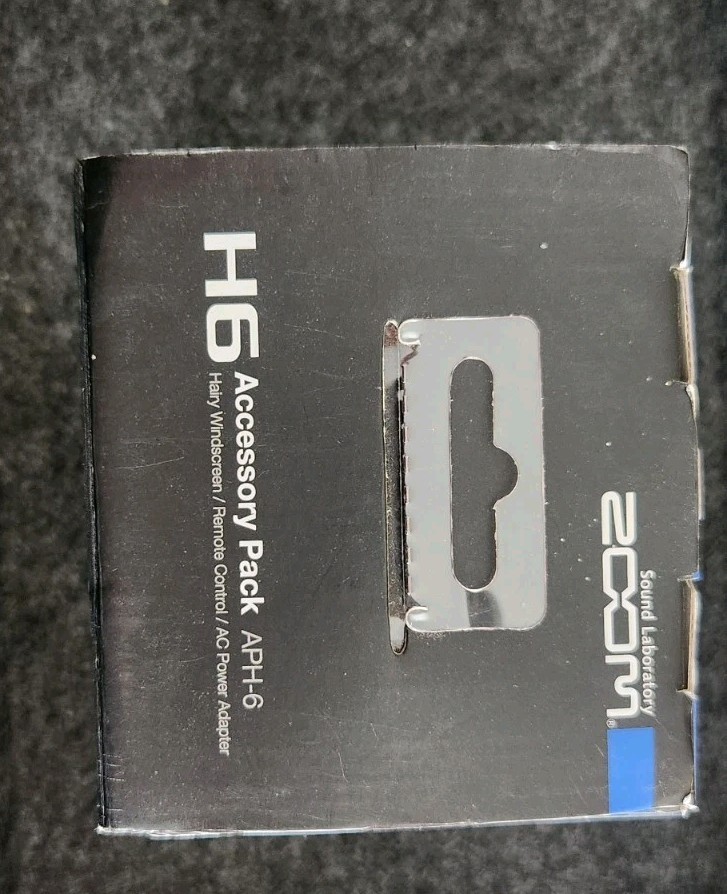 Sound Laboratory
ZOOM®
H6 Accessory Pack APH-6
Hairy Windscreen / Remote Control / AC Power Adapter